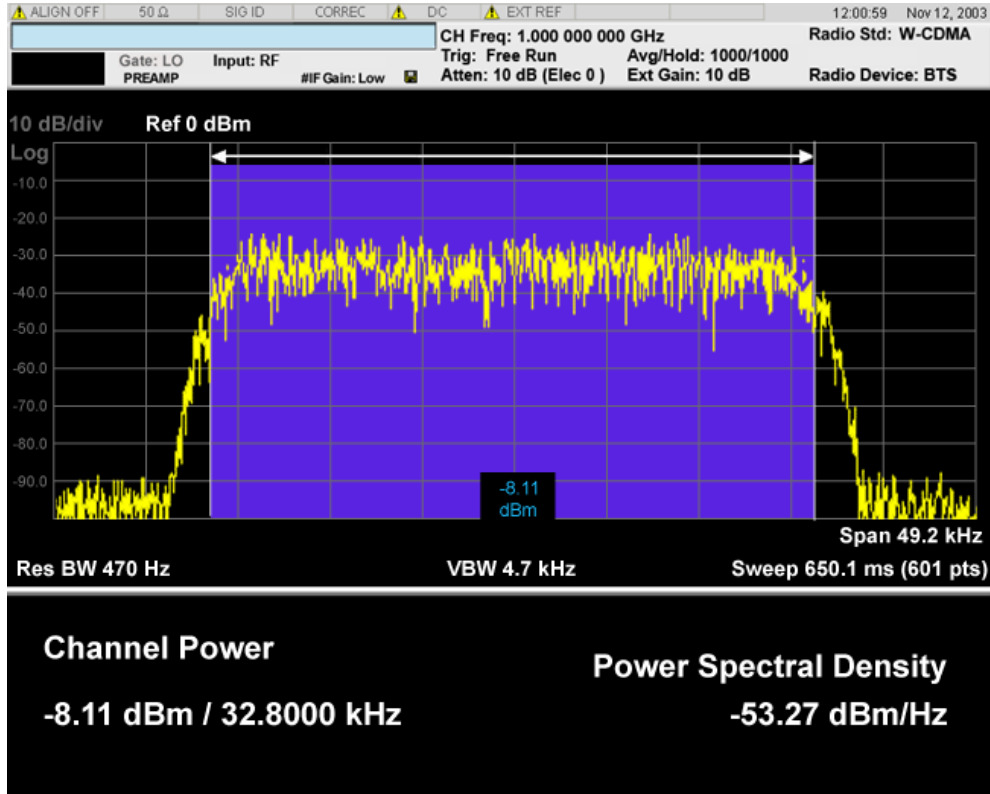 ALIGN OFF 50 Ω SIG ID CORREC DC EXT REF 12:00:59 Nov 12, 2003
CH Freq: 1.000 000 000 GHz Radio Std: W-CDMA
Gate: LO Input: RF Trig: Free Run Avg/Hold: 1000/1000
PREAMP #IF Gain: Low Atten: 10 dB (Elec 0 ) Ext Gain: 10 dB Radio Device: BTS
10 dB/div Ref 0 dBm
Log
-10.0
-20.0
-30.0
-40.0
-50.0
-60.0
-70.0
-80.0
-90.0
-8.11
dBm
Span 49.2 kHz
Res BW 470 Hz VBW 4.7 kHz Sweep 650.1 ms (601 pts)
Channel Power
Power Spectral Density
-8.11 dBm / 32.8000 kHz -53.27 dBm/Hz